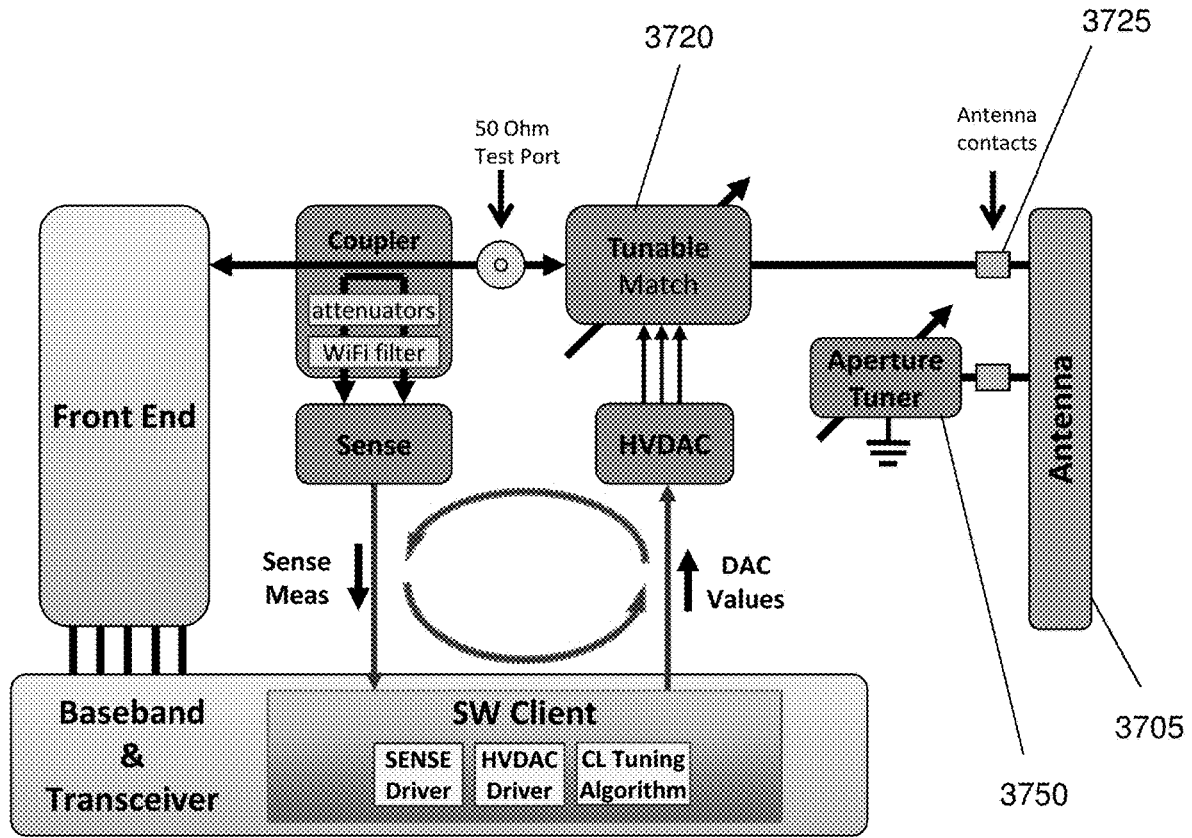 3720
3725
50 Ohm
Test Port
Antenna
contacts
Coupler
attenuators
WiFi filter
Tunable
Match
Aperture
Tuner
Front End
Sense
HVDAC
Antenna
Sense
Meas
DAC
Values
Baseband
&
Transceiver
SW Client
SENSE
Driver
HVDAC
Driver
CL Tuning
Algorithm
3705
3750